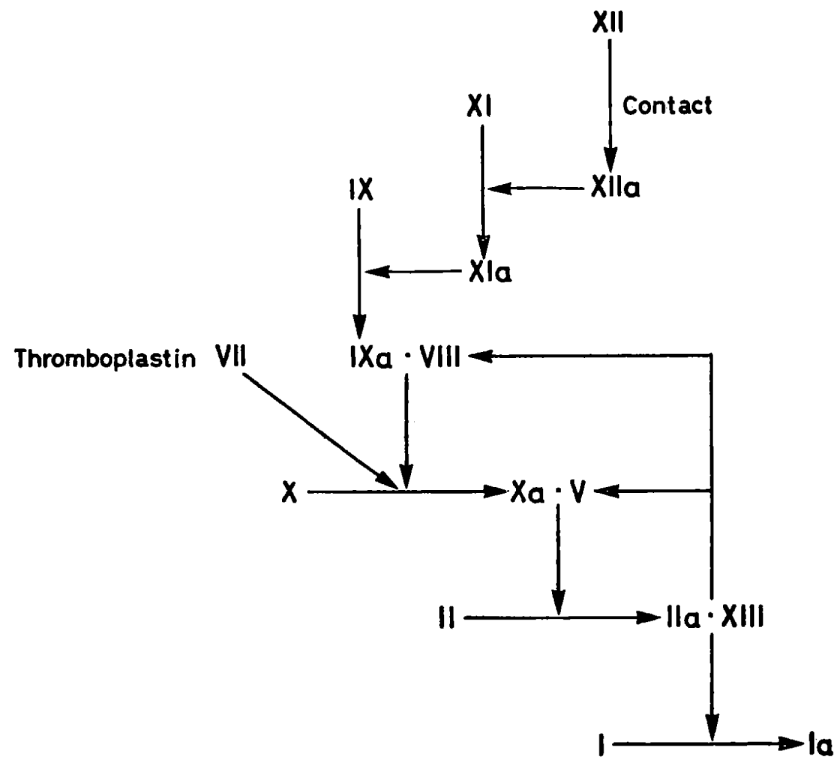 XII
XI Contact
IX XIIa
XIa
Thromboplastin VII IXa · VIII
X Xa · V
II IIa · XIII
I Ia